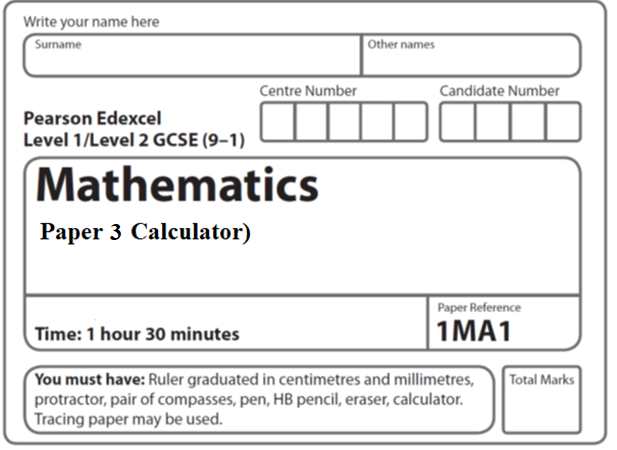 Write your name here
Surname
Other names
Centre Number
Candidate Number
Pearson Edexcel
Level 1/Level 2 GCSE (9–1)
Mathematics
Paper 3 Calculator)
Paper Reference
Time: 1 hour 30 minutes
1MA1
You must have: Ruler graduated in centimetres and millimetres,
protractor, pair of compasses, pen, HB pencil, eraser, calculator.
Tracing paper may be used.
Total Marks